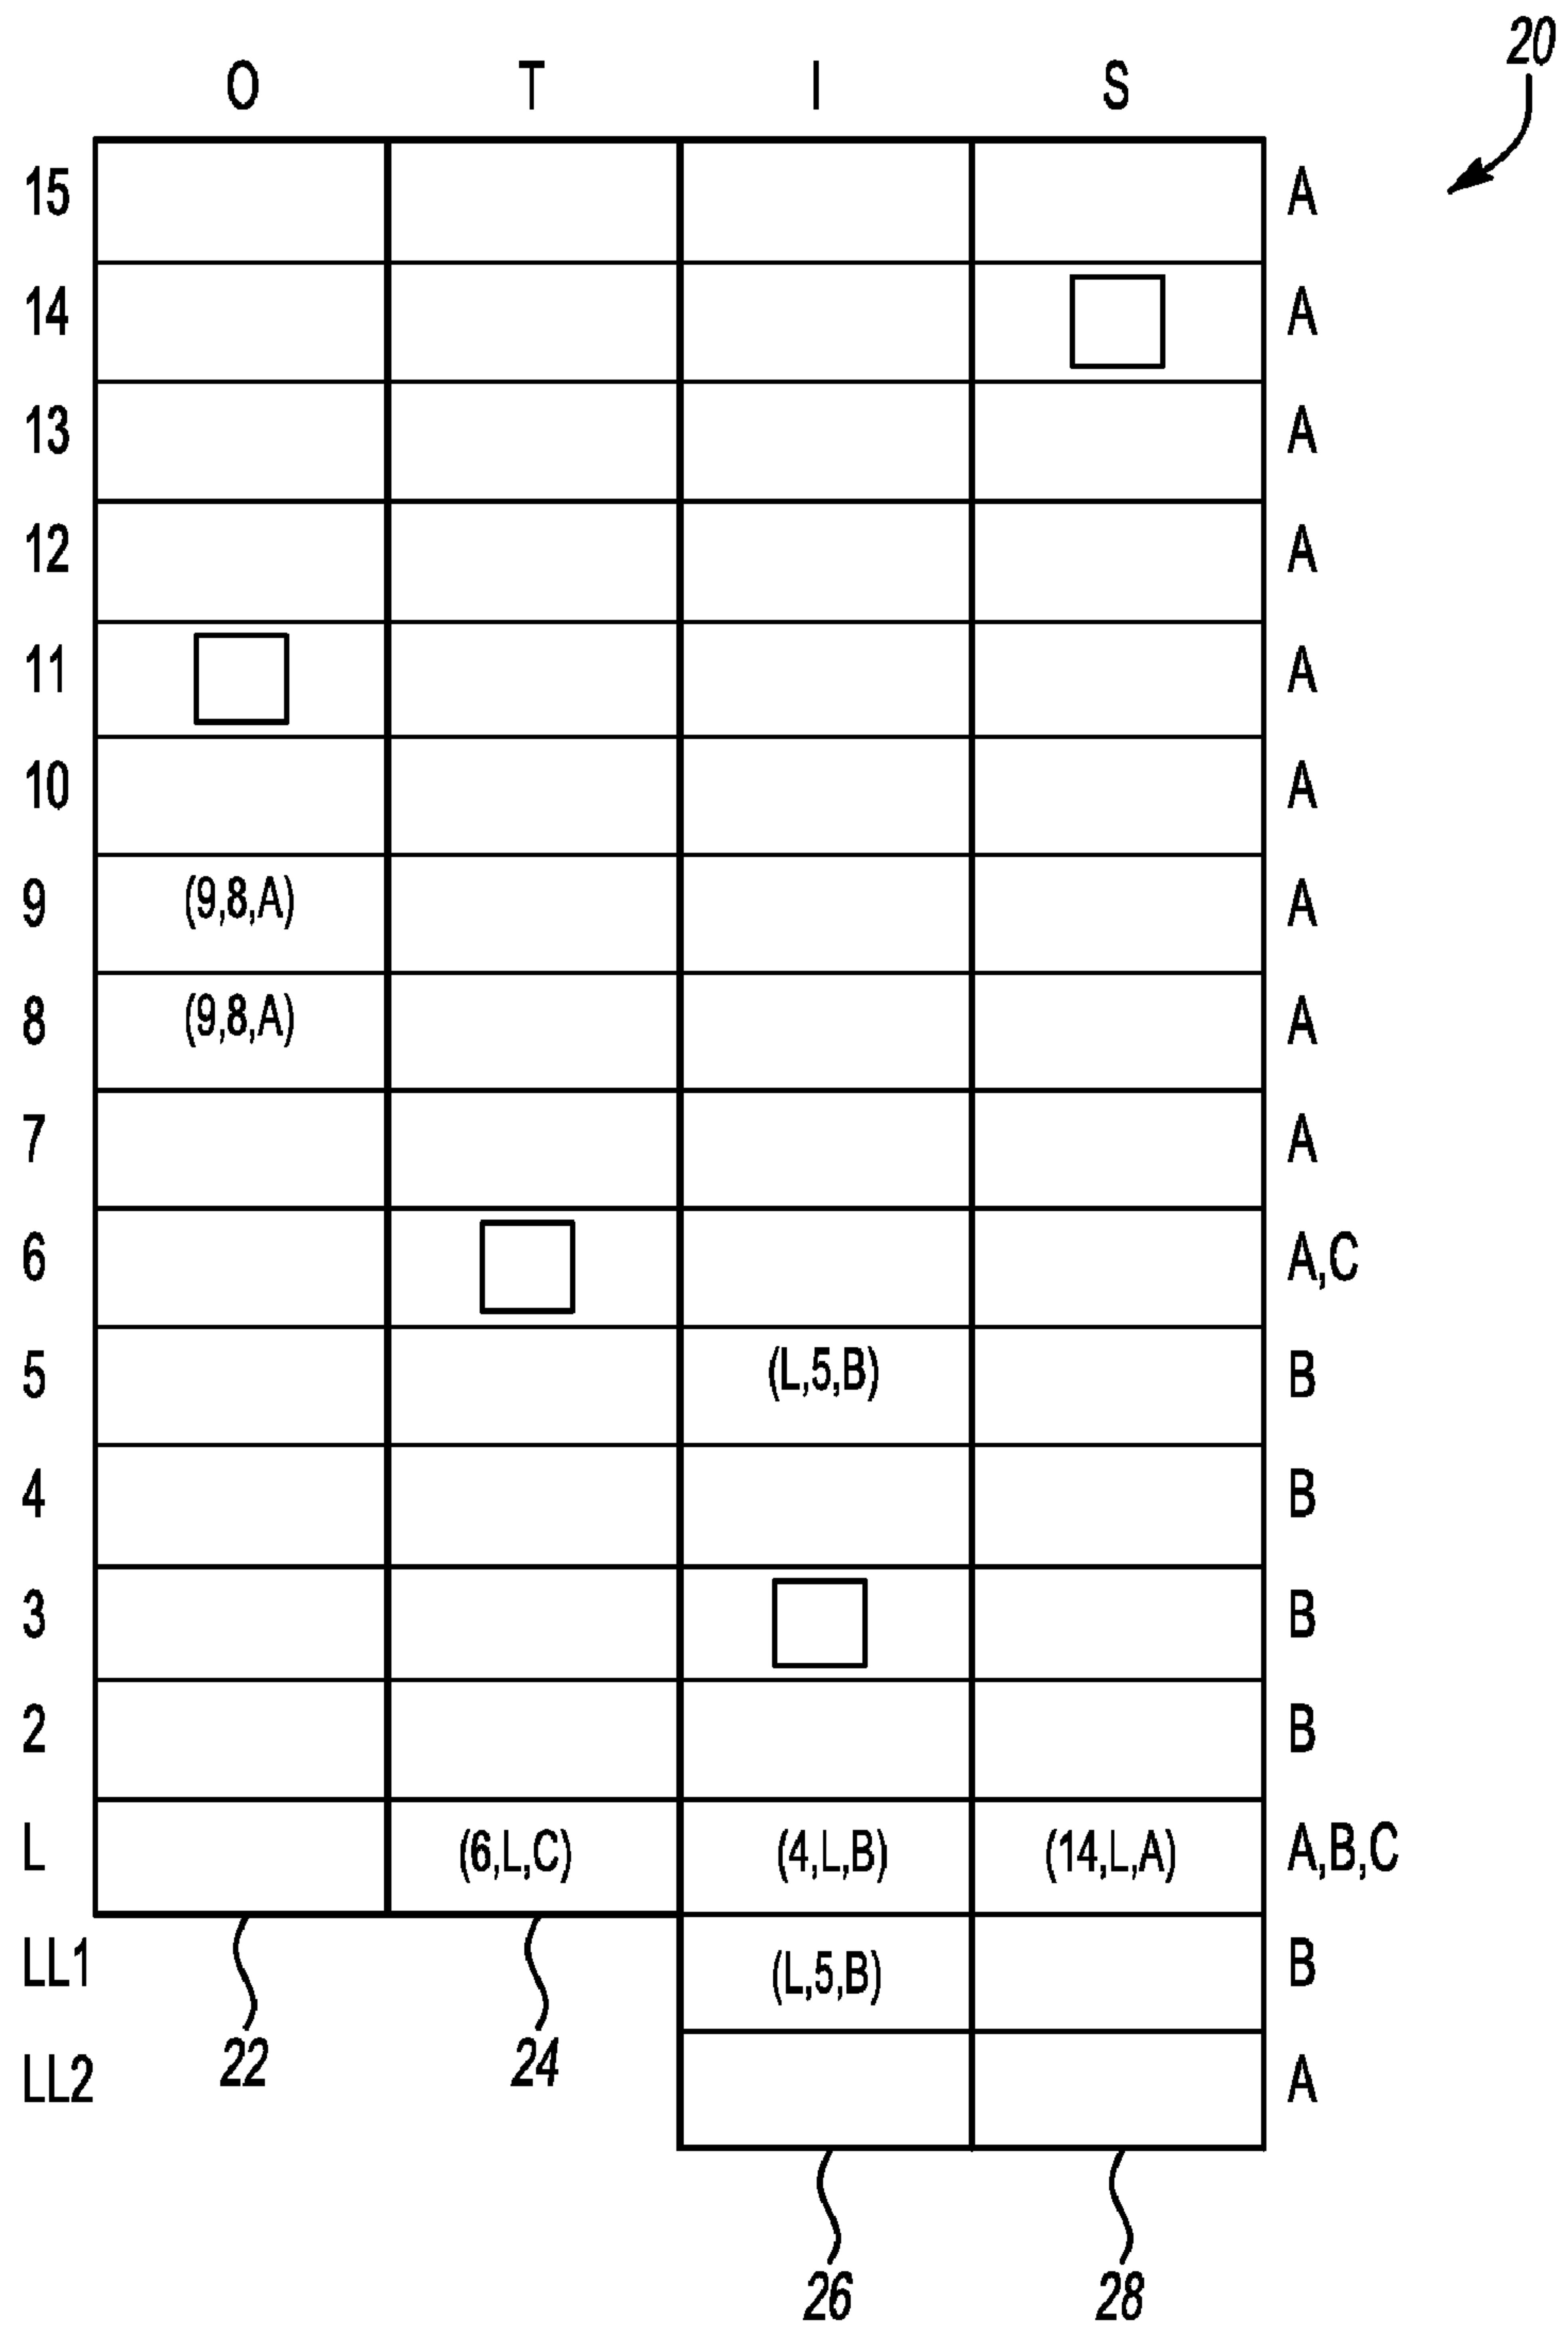 20
O T I S
15 A
14 A
13 A
12 A
11 A
10 A
9 (9,8,A) A
8 (9,8,A) A
7 A
6 A,C
5 (L,5,B) B
4 B
3 B
2 B
L (6,L,C) (4,L,B) (14,L,A) A,B,C
LL1 (L,5,B) B
LL2 A
22 24
26 28